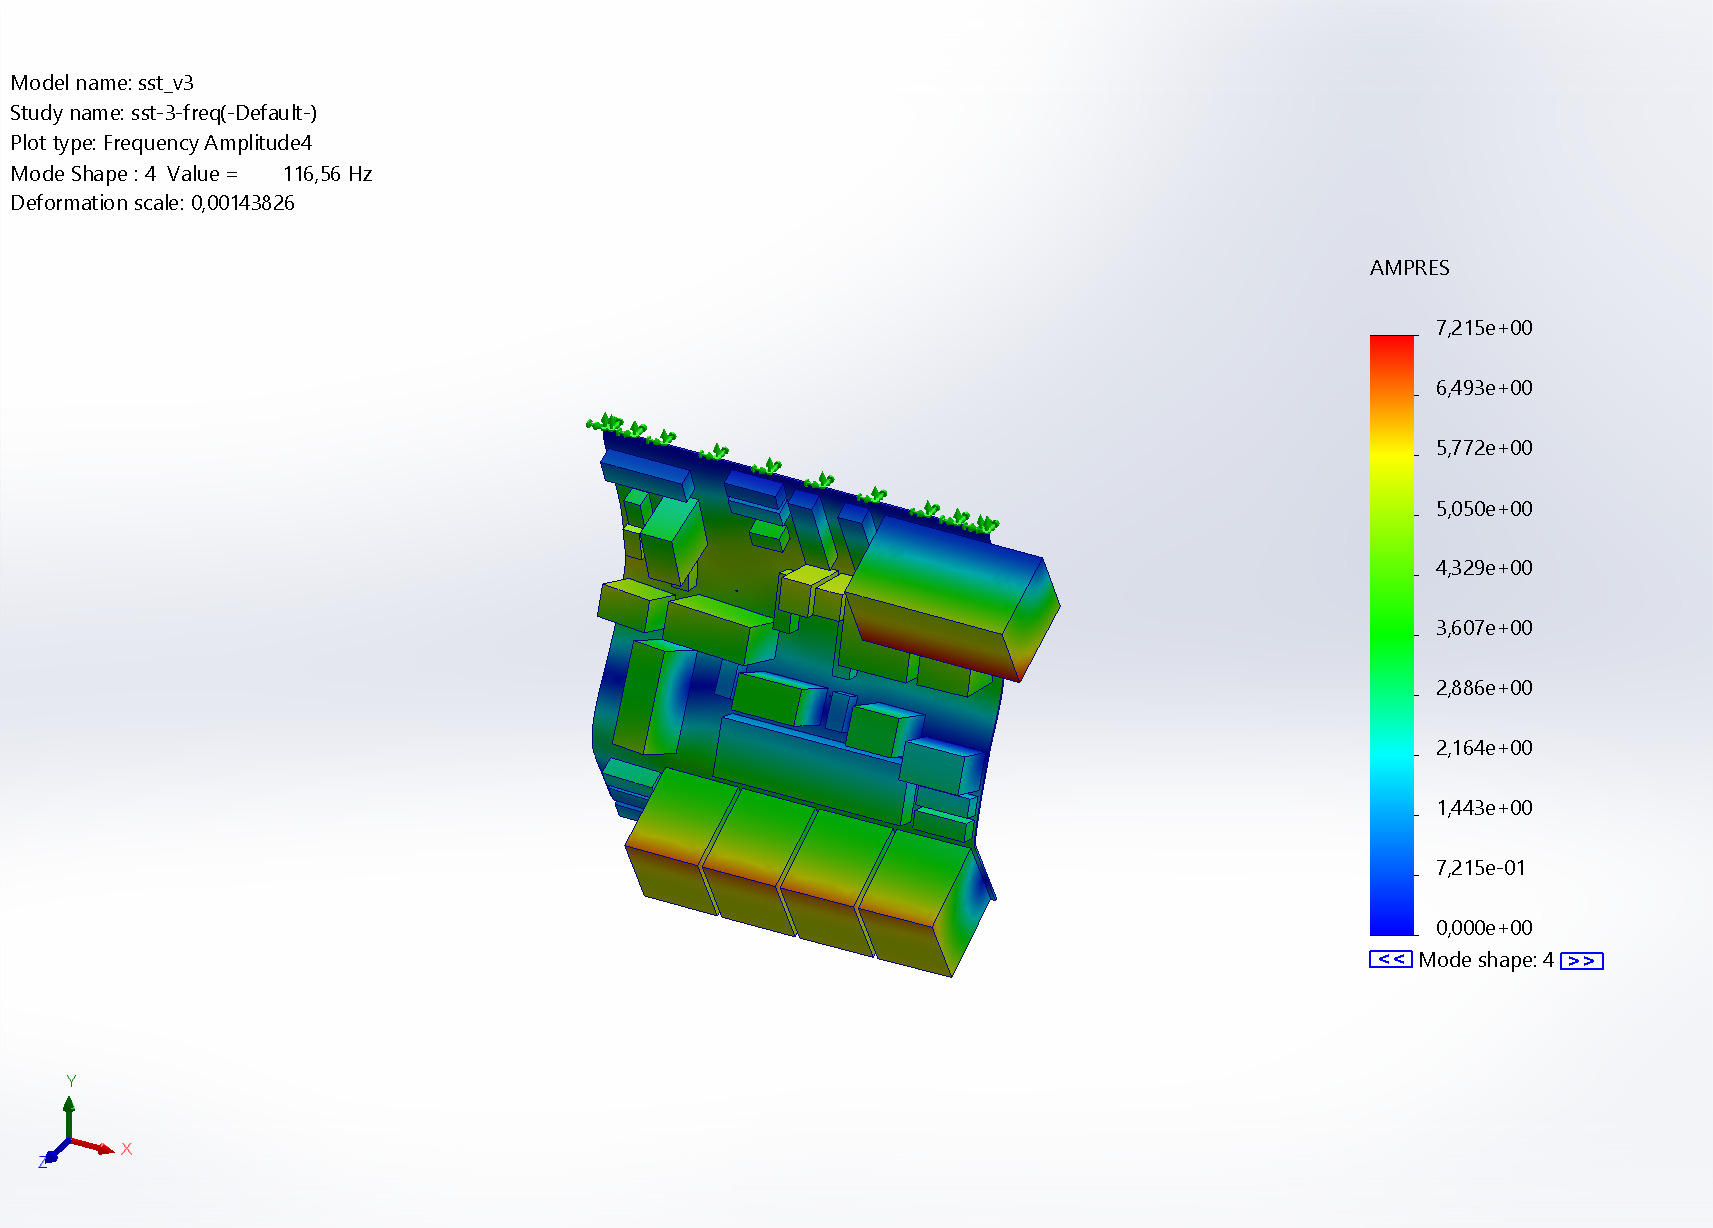 Model name: sst_v3
Study name: sst-3-freq(-Default-)
Plot type: Frequency Amplitude4
Mode Shape : 4 Value = 116,56 Hz
Deformation scale: 0,00143826
AMPRES
7,215e+00
6,493e+00
5,772e+00
5,050e+00
4,329e+00
3,607e+00
2,886e+00
2,164e+00
1,443e+00
7,215e-01
0,000e+00
<< Mode shape: 4 >>
Y
X
Z